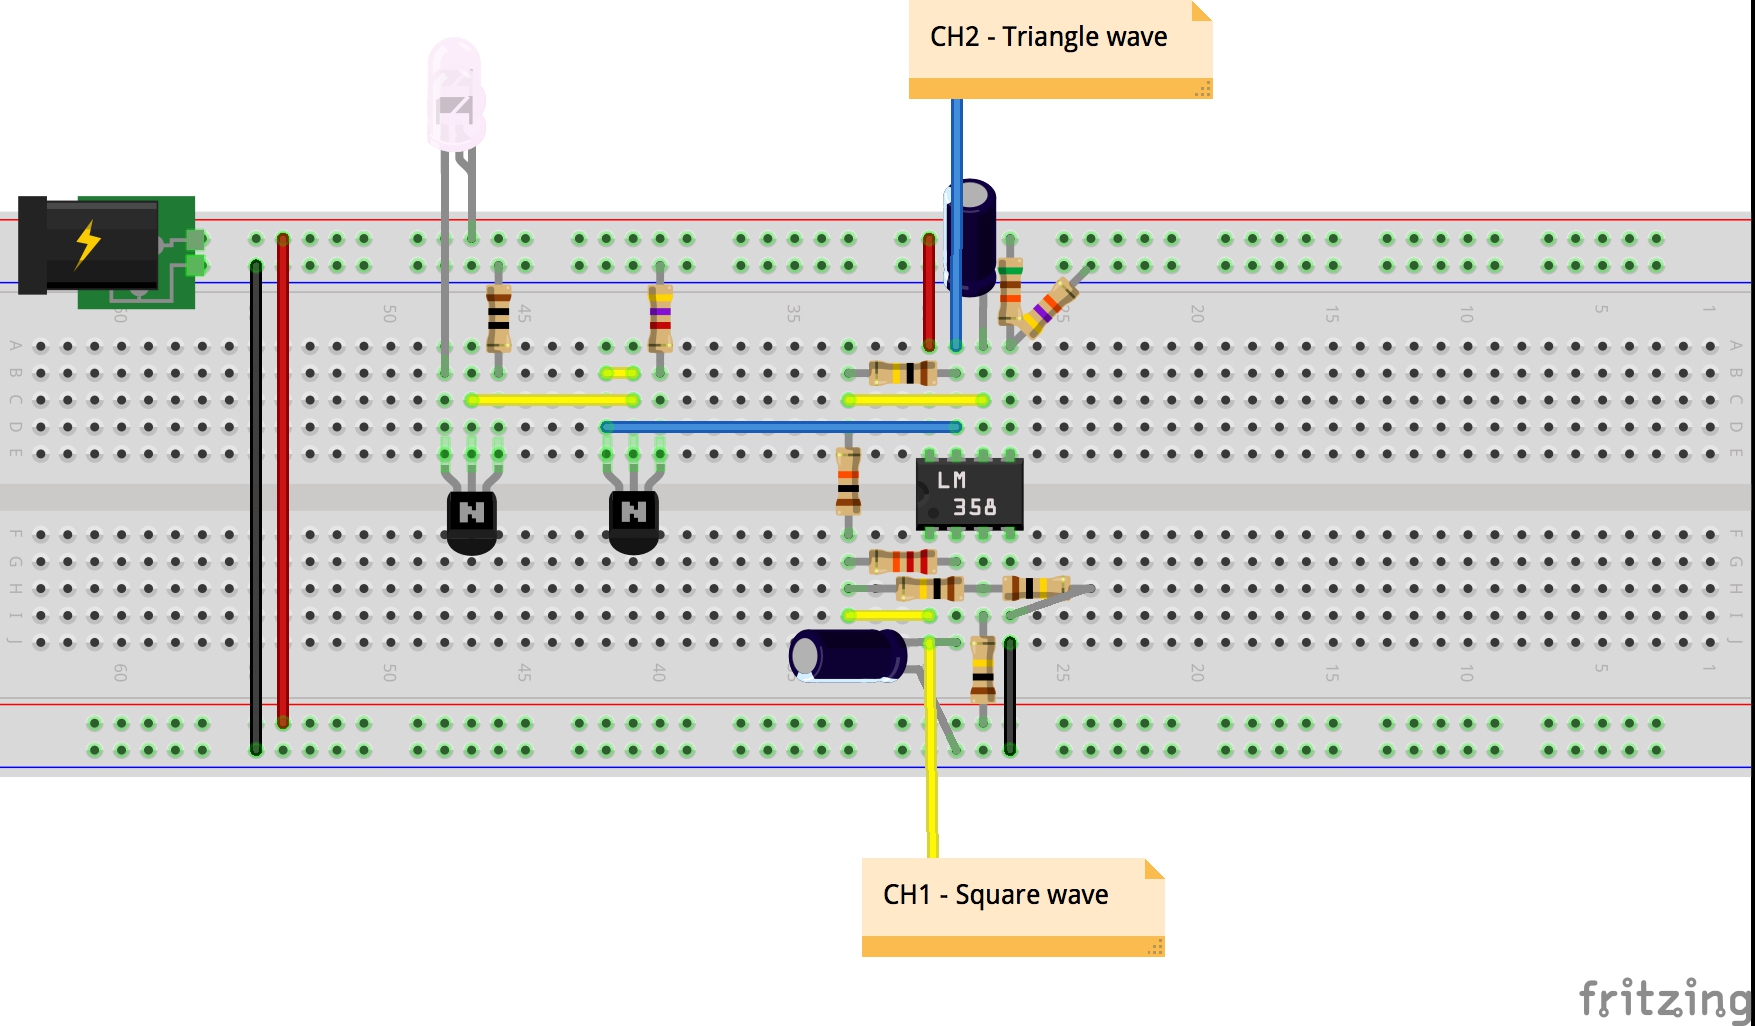 CH2 - Triangle wave
60 50 45 35 25 20 15 10 5 1
A A
B B
C C
D D
E E
LM
358
N N
F F
G G
H H
I I
J J
60 50 45 40 25 20 15 10 5 1
CH1 - Square wave
fritzing